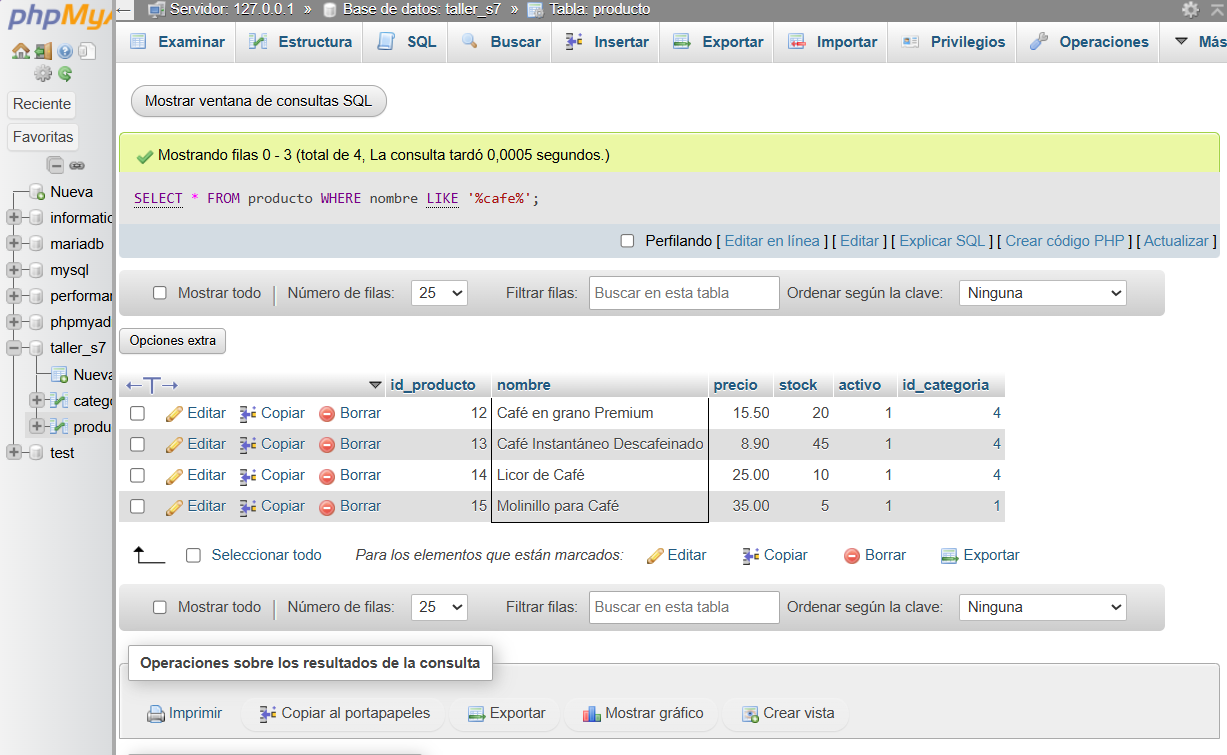 phpMyA
Servidor: 127.0.0.1 » Base de datos: taller_s7 » Tabla: producto
Examinar Estructura SQL Buscar Insertar Exportar Importar Privilegios Operaciones Más
Reciente
Favoritas
Nueva
informatic
mariadb
mysql
performar
phpmyad
taller_s7
Nueva
catego
produ
test
Mostrar ventana de consultas SQL
Mostrando filas 0 - 3 (total de 4, La consulta tardó 0,0005 segundos.)
SELECT * FROM producto WHERE nombre LIKE '%cafe%';
Perfilando [ Editar en línea ] [ Editar ] [ Explicar SQL ] [ Crear código PHP ] [ Actualizar ]
Mostrar todo | Número de filas: 25 Filtrar filas: Buscar en esta tabla Ordenar según la clave: Ninguna
Opciones extra
←T→ id_producto nombre precio stock activo id_categoria
Editar Copiar Borrar 12 Café en grano Premium 15.50 20 1 4
Editar Copiar Borrar 13 Café Instantáneo Descafeinado 8.90 45 1 4
Editar Copiar Borrar 14 Licor de Café 25.00 10 1 4
Editar Copiar Borrar 15 Molinillo para Café 35.00 5 1 1
Seleccionar todo Para los elementos que están marcados: Editar Copiar Borrar Exportar
Mostrar todo | Número de filas: 25 Filtrar filas: Buscar en esta tabla Ordenar según la clave: Ninguna
Operaciones sobre los resultados de la consulta
Imprimir Copiar al portapapeles Exportar Mostrar gráfico Crear vista